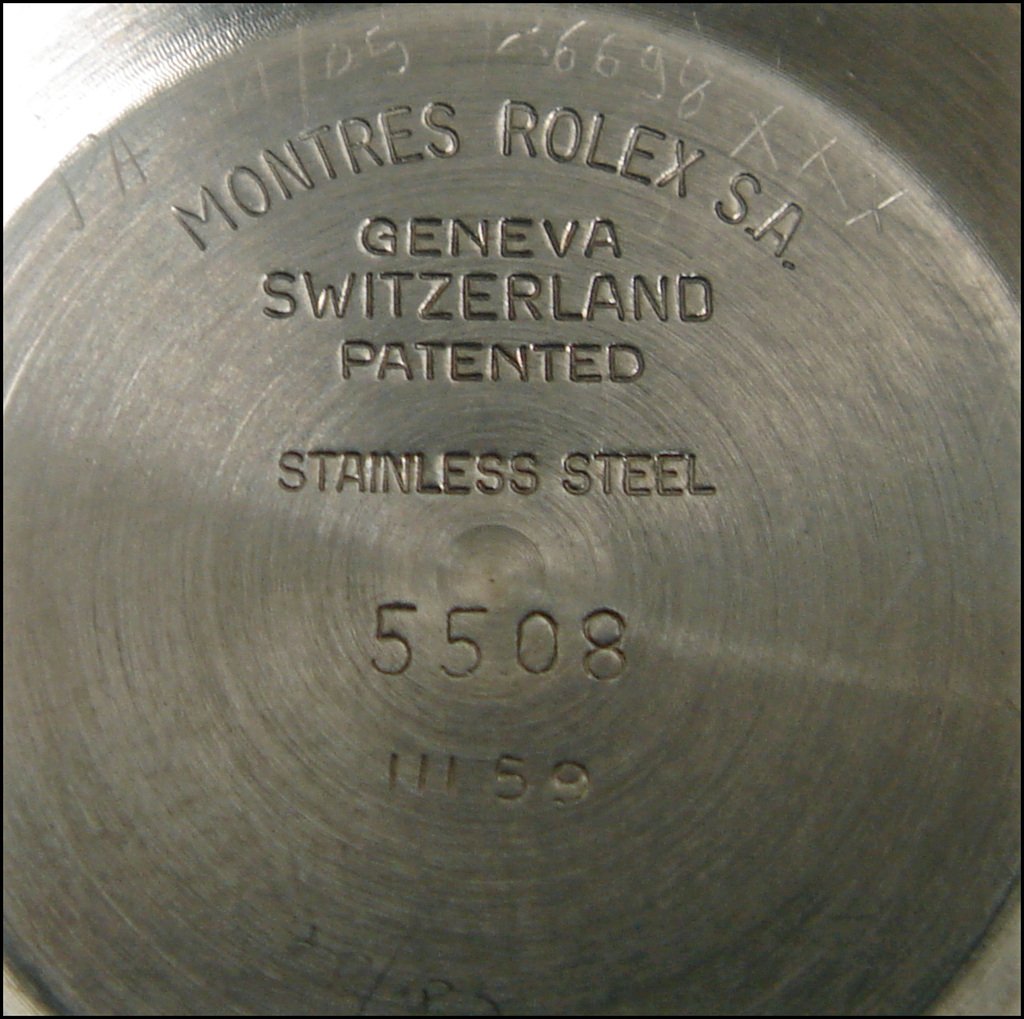 MONTRES ROLEX S.A.
GENEVA
SWITZERLAND
PATENTED
STAINLESS STEEL
5508
III 59